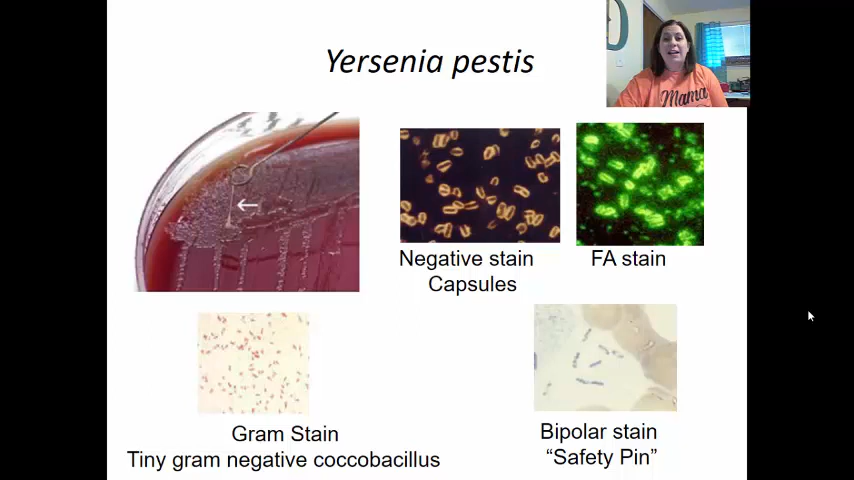 Yersenia pestis
Mama
Negative stain
Capsules
FA stain
Gram Stain
Tiny gram negative coccobacillus
Bipolar stain
“Safety Pin”